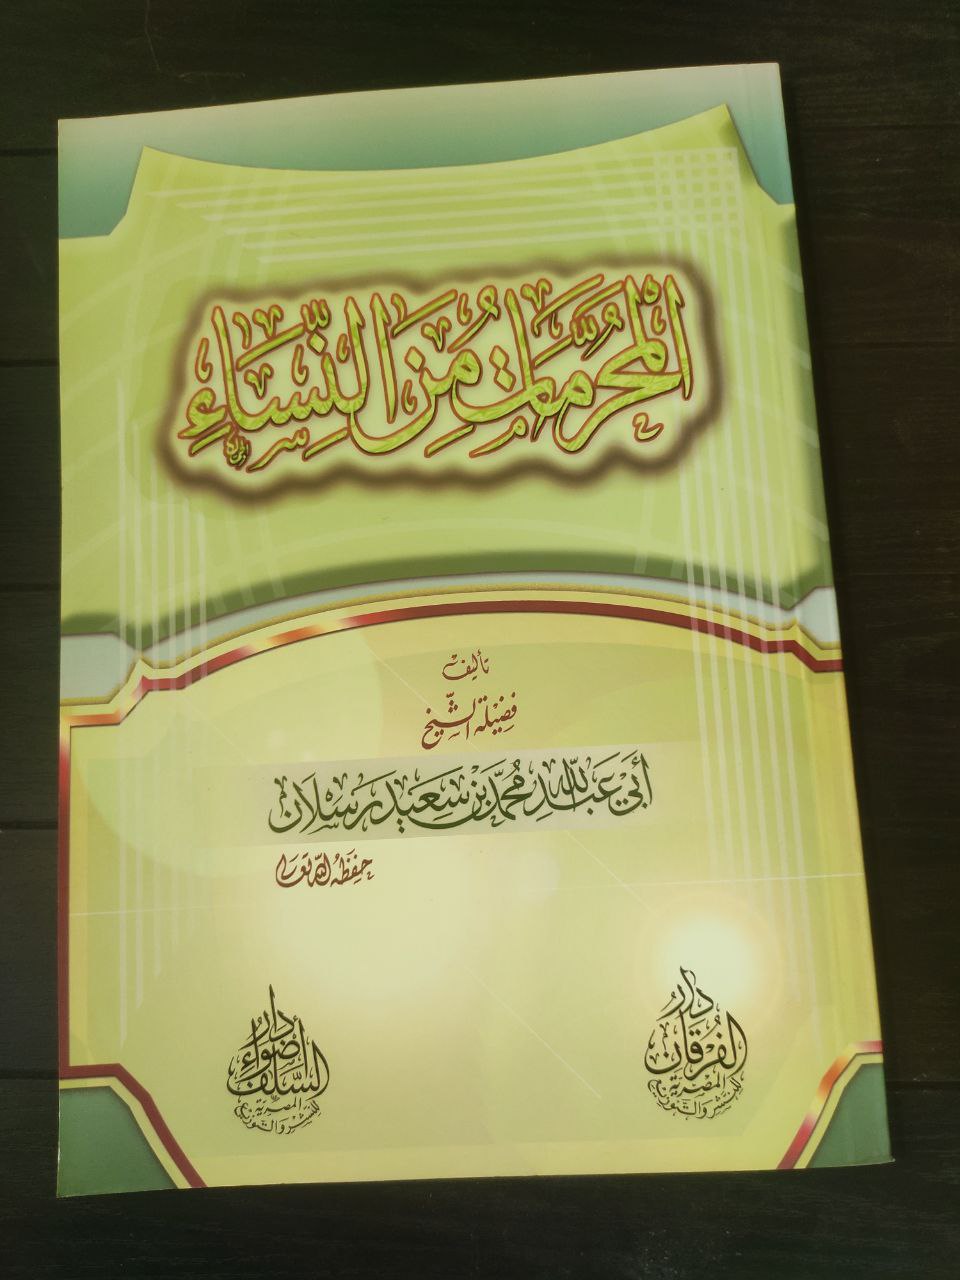 المحرمات من النساء
تأليف
فضيلة الشيخ
أبي عبد الله محمد بن سعيد رسلان
حفظه الله تعالى
دار
الفرقان
المصرية
للنشر والتوزيع
دار
أضواء
السلف
المصرية
للنشر والتوزيع